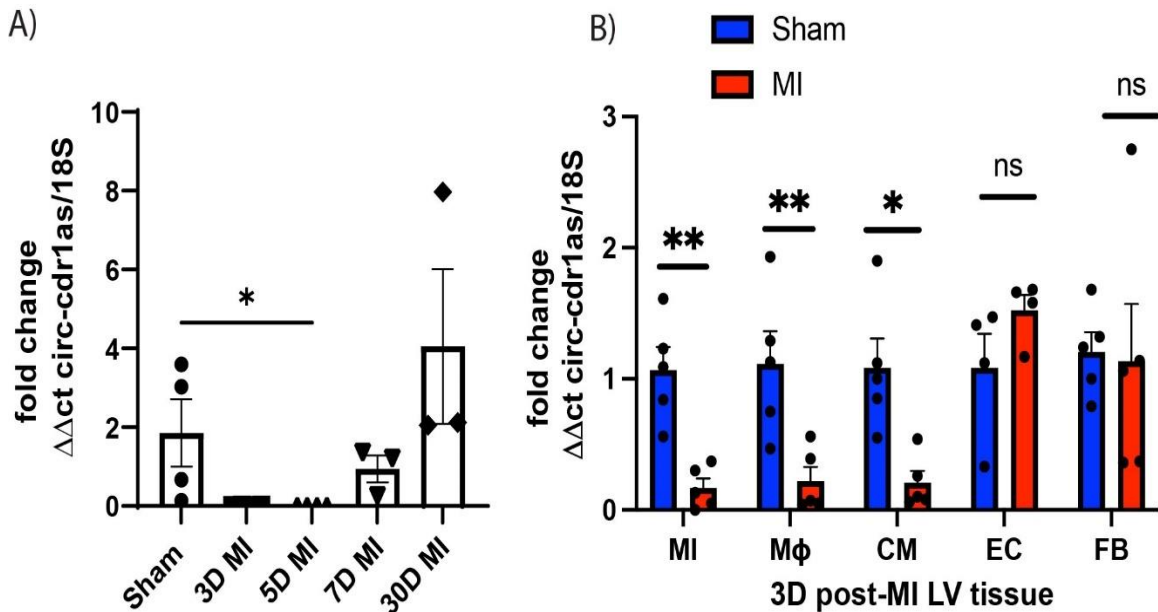 A)
fold change
ΔΔct circ-cdr1as/18S
10
8
6
4
2
0
*
Sham
3D MI
5D MI
7D MI
30D MI
B)
Sham
MI
fold change
ΔΔct circ-cdr1as/18S
3
2
1
0
**
**
*
ns
ns
MI
Mϕ
CM
EC
FB
3D post-MI LV tissue